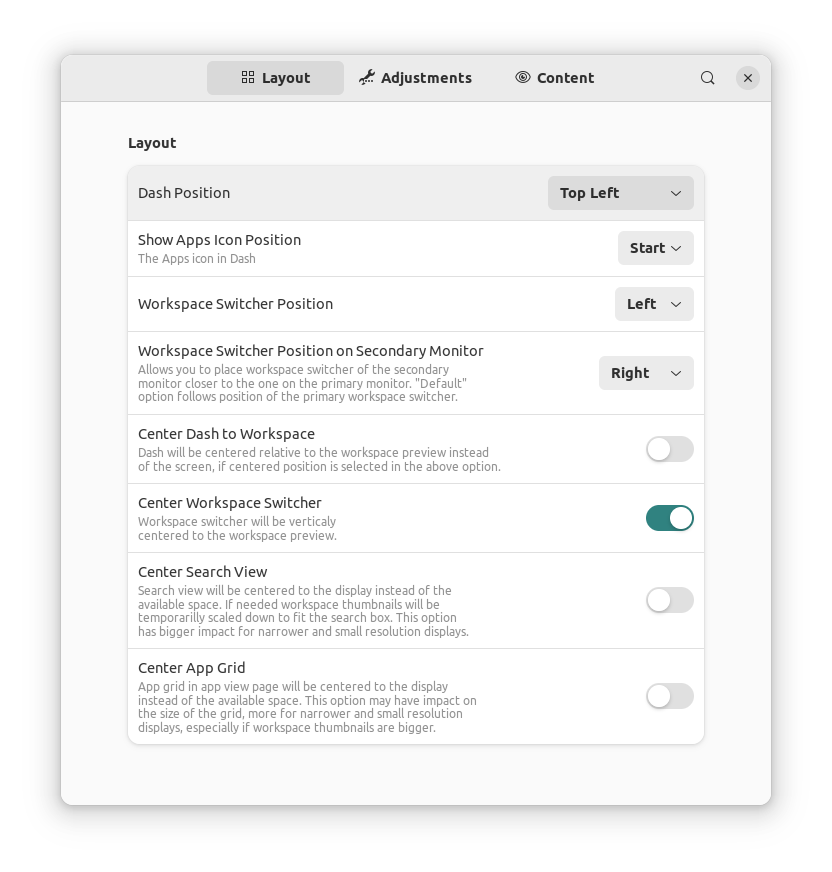 Layout
Adjustments
Content
Layout
Dash Position
Top Left
Show Apps Icon Position
The Apps icon in Dash
Start
Workspace Switcher Position
Left
Workspace Switcher Position on Secondary Monitor
Allows you to place workspace switcher of the secondary
monitor closer to the one on the primary monitor. "Default"
option follows position of the primary workspace switcher.
Right
Center Dash to Workspace
Dash will be centered relative to the workspace preview instead
of the screen, if centered position is selected in the above option.
Center Workspace Switcher
Workspace switcher will be verticaly
centered to the workspace preview.
Center Search View
Search view will be centered to the display instead of the
available space. If needed workspace thumbnails will be
temporarilly scaled down to fit the search box. This option
has bigger impact for narrower and small resolution displays.
Center App Grid
App grid in app view page will be centered to the display
instead of the available space. This option may have impact on
the size of the grid, more for narrower and small resolution
displays, especially if workspace thumbnails are bigger.